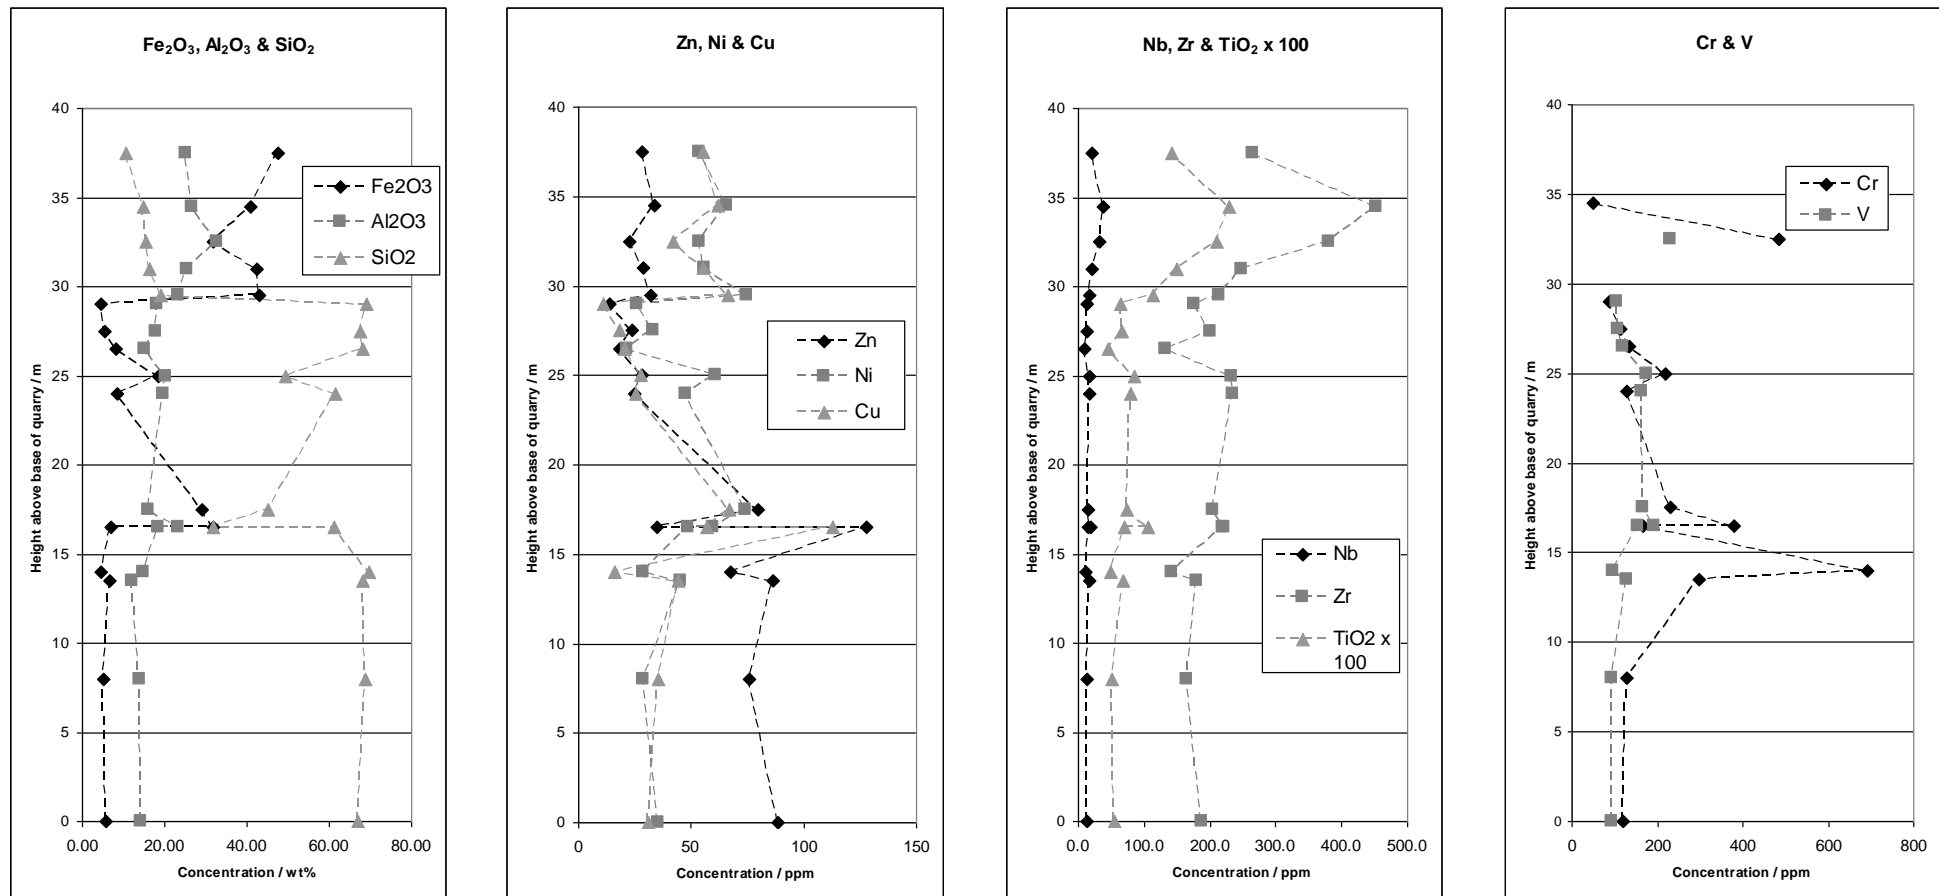 Fe₂O₃, Al₂O₃ & SiO₂
40
35
30
25
20
15
10
5
0
0.00 20.00 40.00 60.00 80.00
Height above base of quarry / m
Concentration / wt%
Fe2O3
Al2O3
SiO2
Zn, Ni & Cu
40
35
30
25
20
15
10
5
0
0 50 100 150
Height above base of quarry / m
Concentration / ppm
Zn
Ni
Cu
Nb, Zr & TiO₂ x 100
40
35
30
25
20
15
10
5
0
0.0 100.0 200.0 300.0 400.0 500.0
Height above base of quarry / m
Concentration / ppm
Nb
Zr
TiO2 x
100
Cr & V
40
35
30
25
20
15
10
5
0
0 200 400 600 800
Height above base of quarry / m
Concentration / ppm
Cr
V